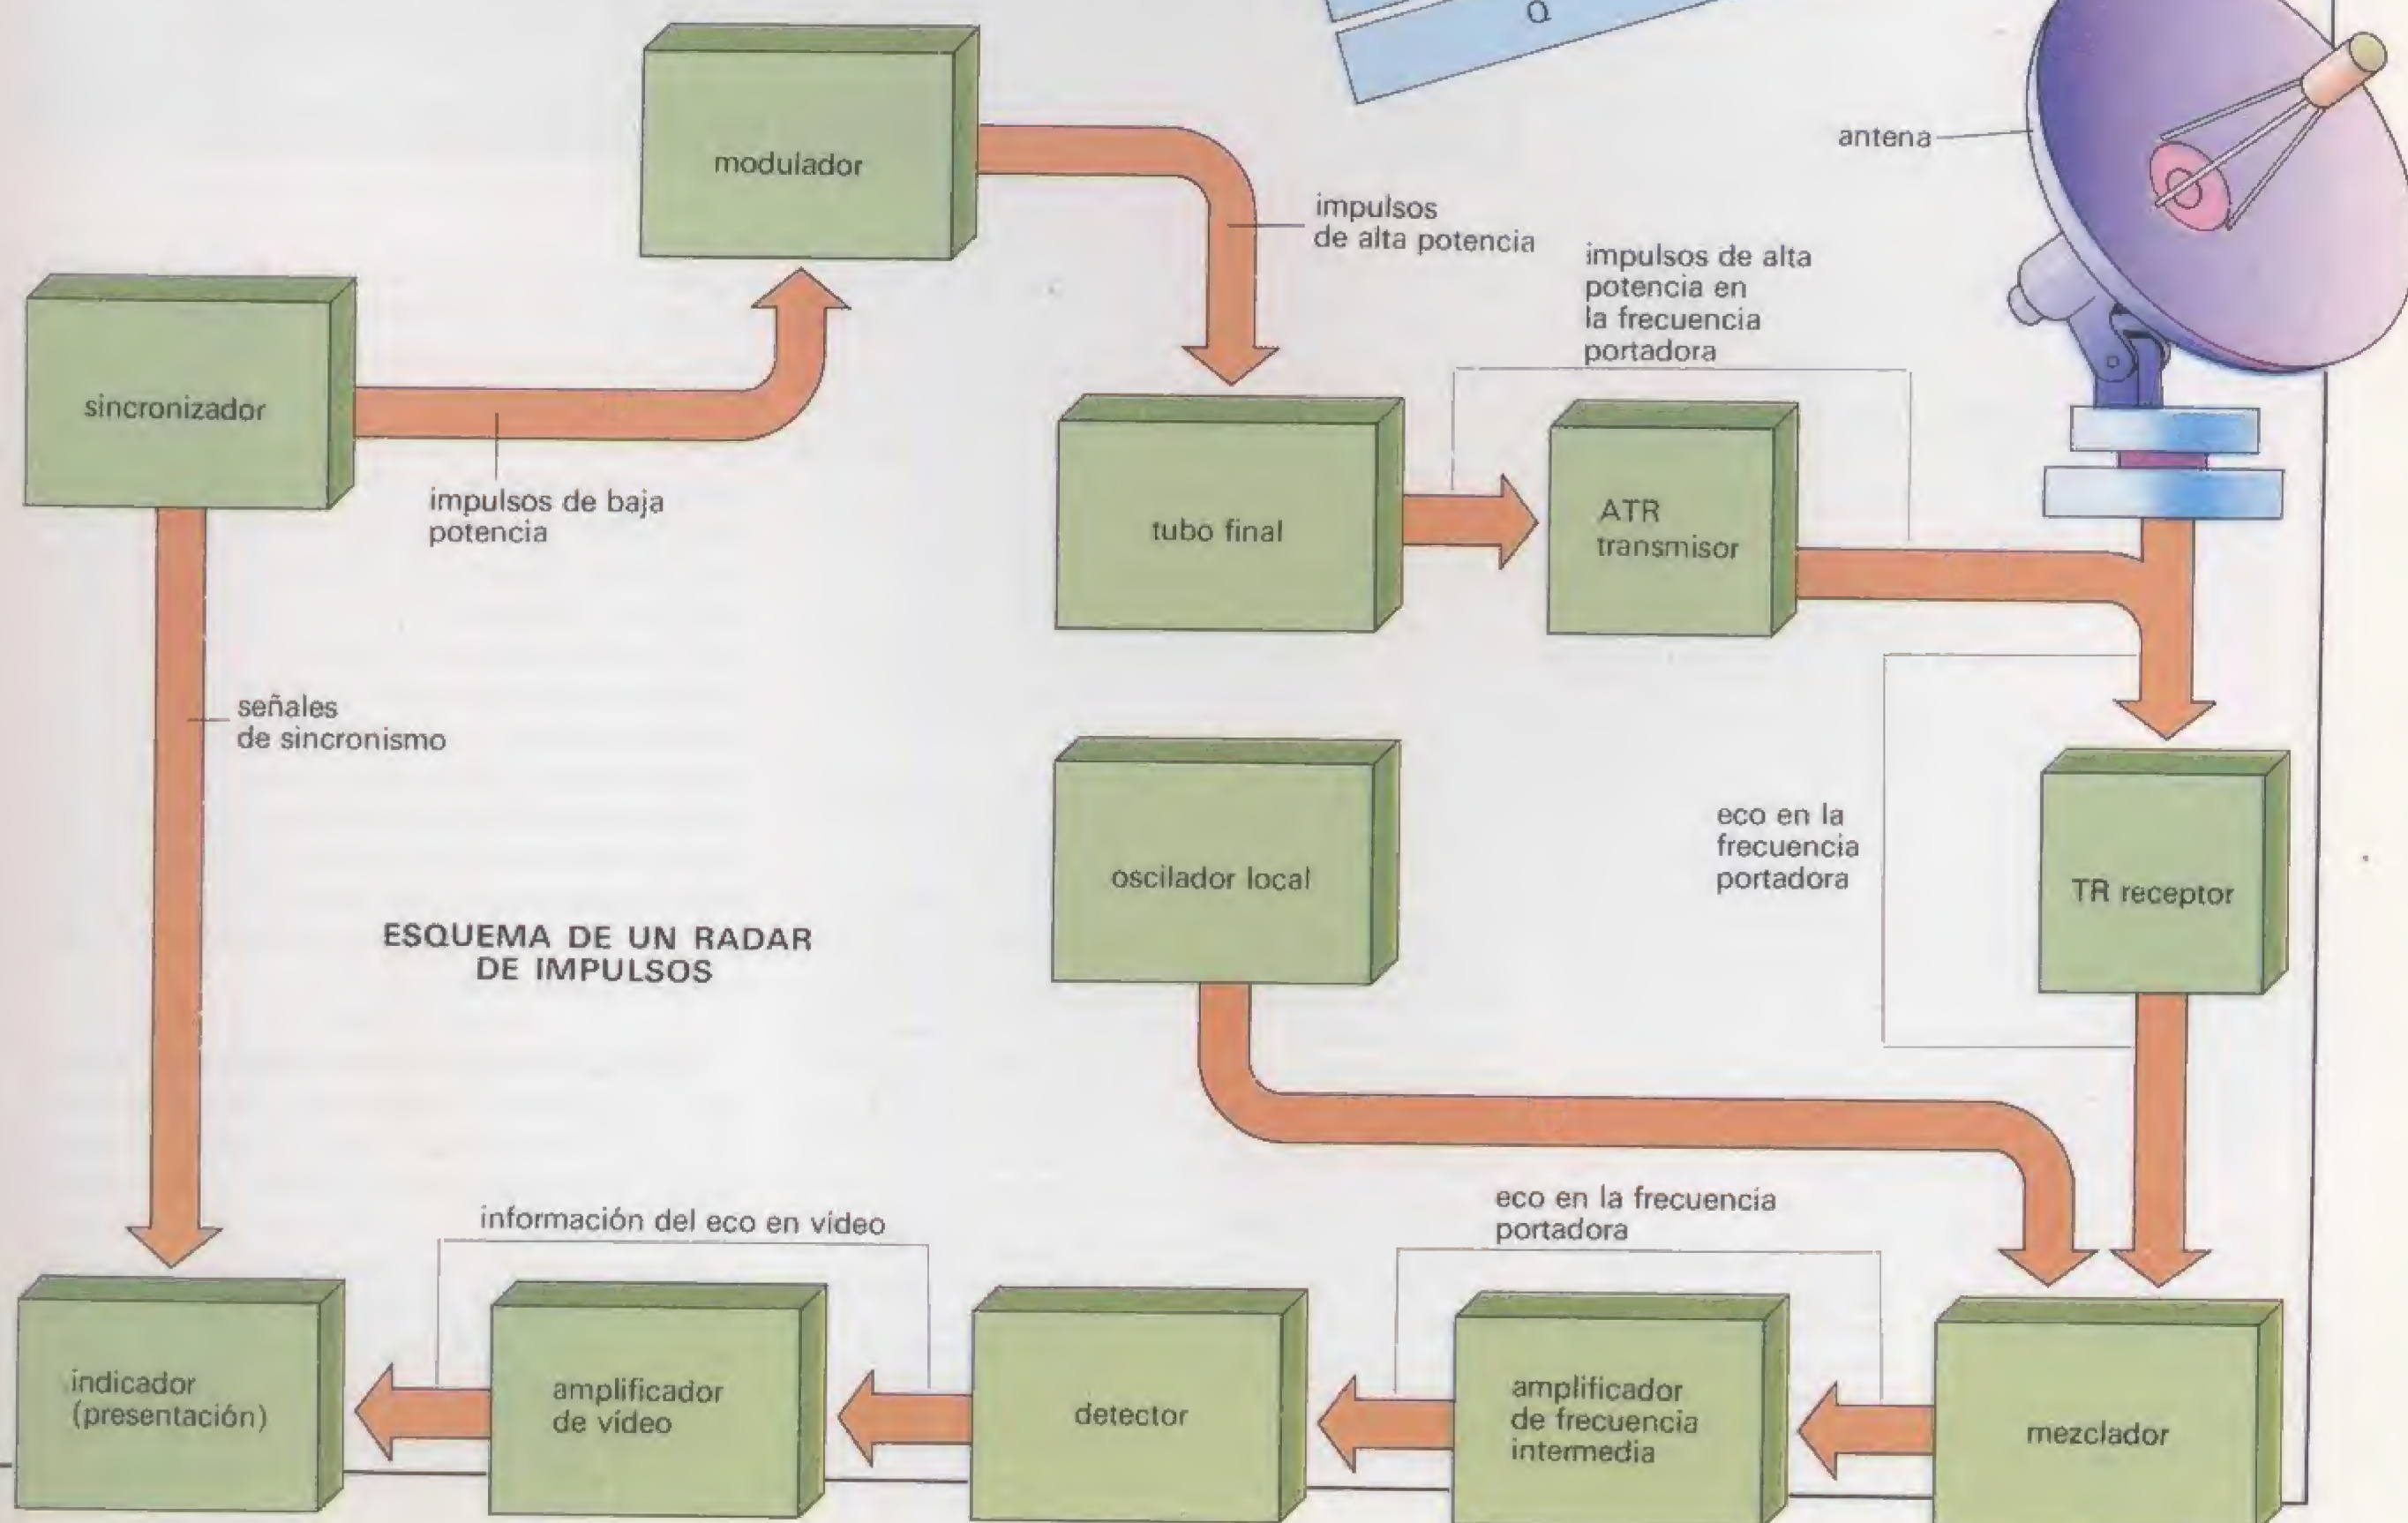 Q
modulador
antena
impulsos
de alta potencia
impulsos de alta
potencia en
la frecuencia
portadora
sincronizador
impulsos de baja
potencia
tubo final
ATR
transmisor
señales
de sincronismo
oscilador local
eco en la
frecuencia
portadora
TR receptor
ESQUEMA DE UN RADAR
DE IMPULSOS
información del eco en vídeo
eco en la frecuencia
portadora
indicador
(presentación)
amplificador
de vídeo
detector
amplificador
de frecuencia
intermedia
mezclador